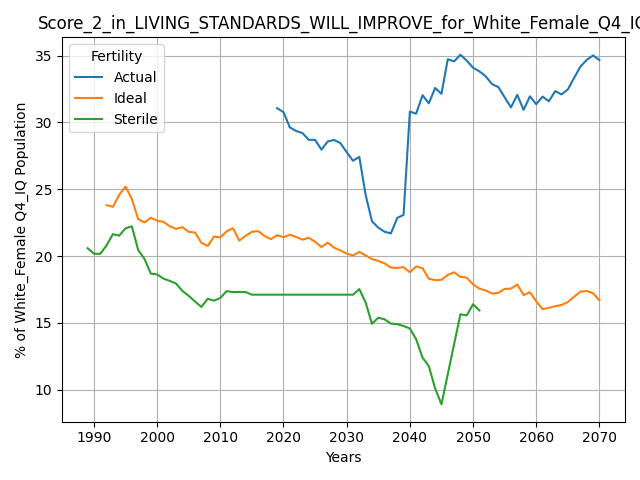 Score_2_in_LIVING_STANDARDS_WILL_IMPROVE_for_White_Female_Q4_IQ
Fertility
Actual
Ideal
Sterile
% of White_Female Q4_IQ Population
35
30
25
20
15
10
1990 2000 2010 2020 2030 2040 2050 2060 2070
Years